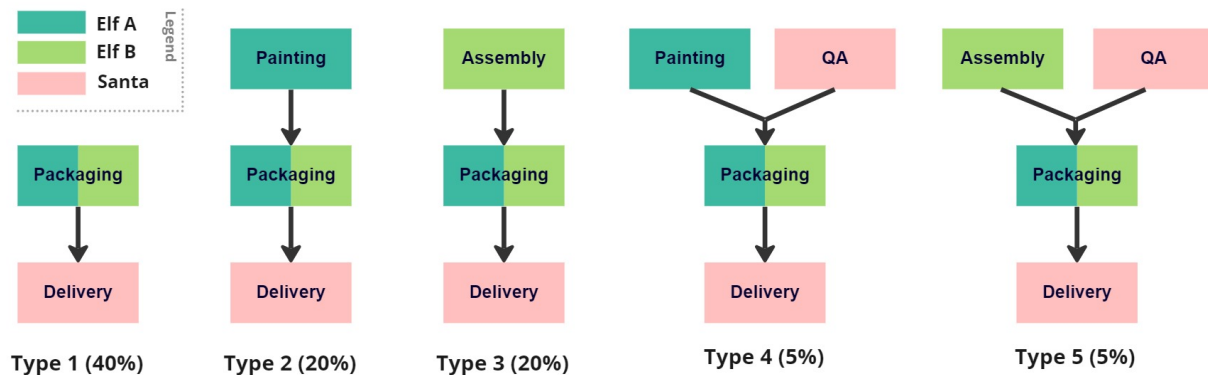 Elf A
Elf B
Santa
Legend
Painting
Assembly
Painting
QA
Assembly
QA
Packaging
Packaging
Packaging
Packaging
Packaging
Delivery
Delivery
Delivery
Delivery
Delivery
Type 1 (40%)
Type 2 (20%)
Type 3 (20%)
Type 4 (5%)
Type 5 (5%)